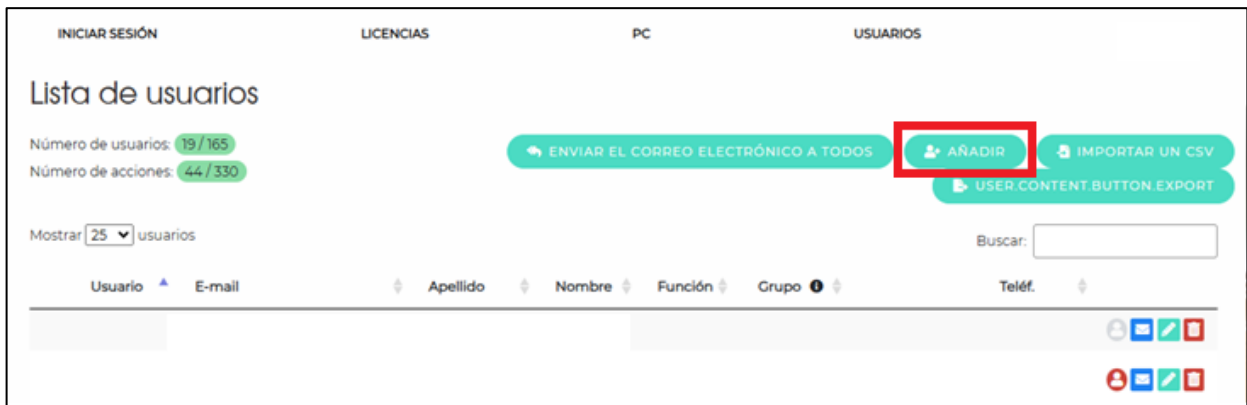 INICIAR SESIÓN LICENCIAS PC USUARIOS
Lista de usuarios
Número de usuarios: 19 / 165
Número de acciones: 44 / 330
ENVIAR EL CORREO ELECTRÓNICO A TODOS AÑADIR IMPORTAR UN CSV
USER.CONTENT.BUTTON.EXPORT
Mostrar 25 usuarios Buscar:
Usuario E-mail Apellido Nombre Función Grupo Teléf.